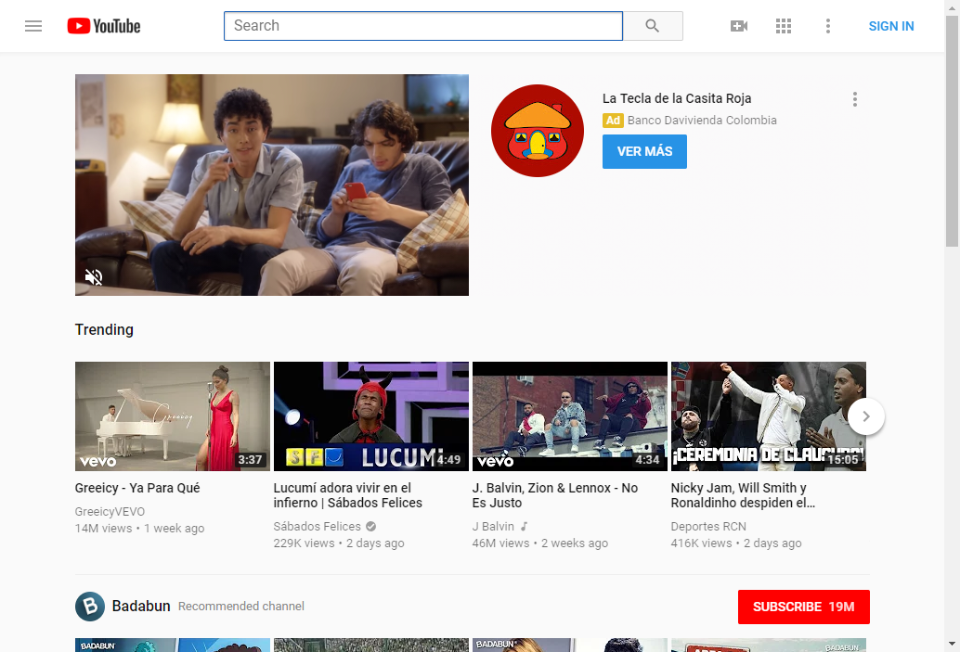 YouTube
Search
SIGN IN
La Tecla de la Casita Roja
Ad Banco Davivienda Colombia
VER MÁS
Trending
Greeicy
vevo
3:37
SF
LUCUMí
4:49
vevo
4:34
¡CEREMONIA DE CLAUSURA!
15:05
Greeicy - Ya Para Qué
GreeicyVEVO
14M views • 1 week ago
Lucumí adora vivir en el
infierno | Sábados Felices
Sábados Felices
229K views • 2 days ago
J. Balvin, Zion & Lennox - No
Es Justo
J Balvin
46M views • 2 weeks ago
Nicky Jam, Will Smith y
Ronaldinho despiden el...
Deportes RCN
416K views • 2 days ago
B
Badabun Recommended channel
SUBSCRIBE 19M
BADABUN
BADABUN
BADABUN